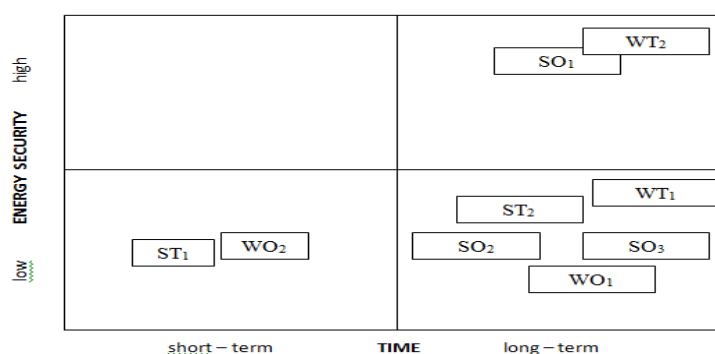 high
ENERGY SECURITY
low
WT₂
SO₁
WT₁
ST₂
ST₁
WO₂
SO₂
SO₃
WO₁
short – term
TIME
long – term